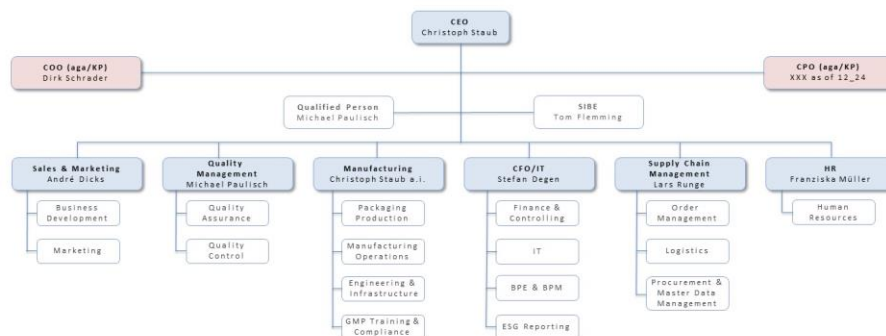 CEO
Christoph Staub
COO (aga/KP)
Dirk Schrader
CPO (aga/KP)
XXX as of 12_24
Qualified Person
Michael Paulisch
SIBE
Tom Flemming
Sales & Marketing
André Dicks
Quality
Management
Michael Paulisch
Manufacturing
Christoph Staub a.i.
CFO/IT
Stefan Degen
Supply Chain
Management
Lars Runge
HR
Franziska Müller
Business
Development
Marketing
Quality
Assurance
Quality
Control
Packaging
Production
Manufacturing
Operations
Engineering &
Infrastructure
GMP Training &
Compliance
Finance &
Controlling
IT
BPE & BPM
ESG Reporting
Order
Management
Logistics
Procurement &
Master Data
Management
Human
Resources